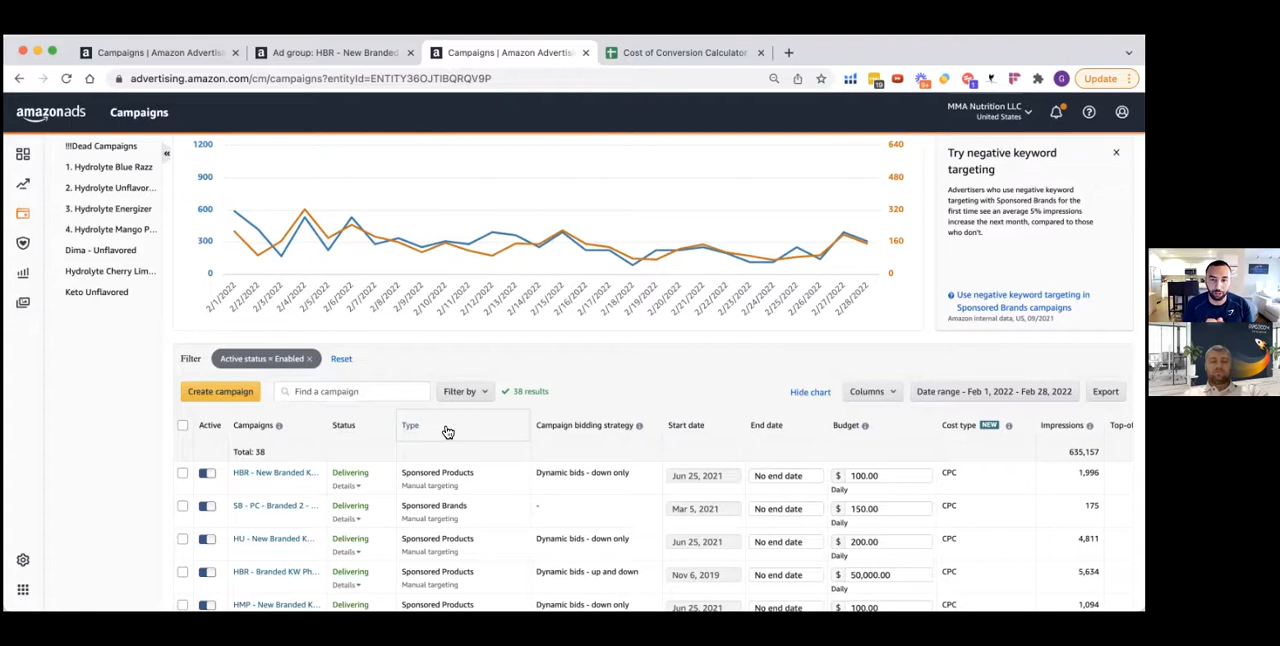 Campaigns | Amazon Advertis
Ad group: HBR - New Branded
Campaigns | Amazon Advertis
Cost of Conversion Calculator
advertising.amazon.com/cm/campaigns?entityId=ENTITY36OJTIBQRQV9P
19
9+
1
G
Update
amazonads
Campaigns
MMA Nutrition LLC
United States
!!!Dead Campaigns
1. Hydrolyte Blue Razz
2. Hydrolyte Unflavor...
3. Hydrolyte Energizer
4. Hydrolyte Mango P...
Dima - Unflavored
Hydrolyte Cherry Lim...
Keto Unflavored
1200
900
600
300
0
640
480
320
160
0
2/1/2022
2/2/2022
2/3/2022
2/4/2022
2/5/2022
2/6/2022
2/7/2022
2/8/2022
2/9/2022
2/10/2022
2/11/2022
2/12/2022
2/13/2022
2/14/2022
2/15/2022
2/16/2022
2/17/2022
2/18/2022
2/19/2022
2/20/2022
2/21/2022
2/22/2022
2/23/2022
2/24/2022
2/25/2022
2/26/2022
2/27/2022
2/28/2022
Try negative keyword
targeting
Advertisers who use negative keyword
targeting with Sponsored Brands for the
first time see an average 5% impressions
increase the next month, compared to those
who don't.
Use negative keyword targeting in
Sponsored Brands campaigns
Amazon internal data, US, 09/2021
Filter
Active status = Enabled
Reset
Create campaign
Find a campaign
Filter by
38 results
Hide chart
Columns
Date range - Feb 1, 2022 - Feb 28, 2022
Export
Active Campaigns Status Type Campaign bidding strategy Start date End date Budget Cost type NEW Impressions Top-of
Total: 38 635,157
HBR - New Branded K... Delivering Sponsored Products Dynamic bids - down only Jun 25, 2021 No end date $ 100.00 CPC 1,996
Details Manual targeting Daily
SB - PC - Branded 2 - ... Delivering Sponsored Brands - Mar 5, 2021 No end date $ 150.00 CPC 175
Details Manual targeting Daily
HU - New Branded K... Delivering Sponsored Products Dynamic bids - down only Jun 25, 2021 No end date $ 200.00 CPC 4,811
Details Manual targeting Daily
HBR - Branded KW Ph... Delivering Sponsored Products Dynamic bids - up and down Nov 6, 2019 No end date $ 50,000.00 CPC 5,634
Details Manual targeting Daily
HMP - New Branded K... Delivering Sponsored Products Dynamic bids - down only Jun 25, 2021 No end date $ 100.00 CPC 1,094